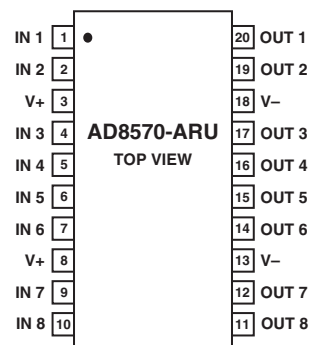 IN 1 1 20 OUT 1
IN 2 2 19 OUT 2
V+ 3 18 V–
IN 3 4 AD8570-ARU 17 OUT 3
IN 4 5 TOP VIEW 16 OUT 4
IN 5 6 15 OUT 5
IN 6 7 14 OUT 6
V+ 8 13 V–
IN 7 9 12 OUT 7
IN 8 10 11 OUT 8